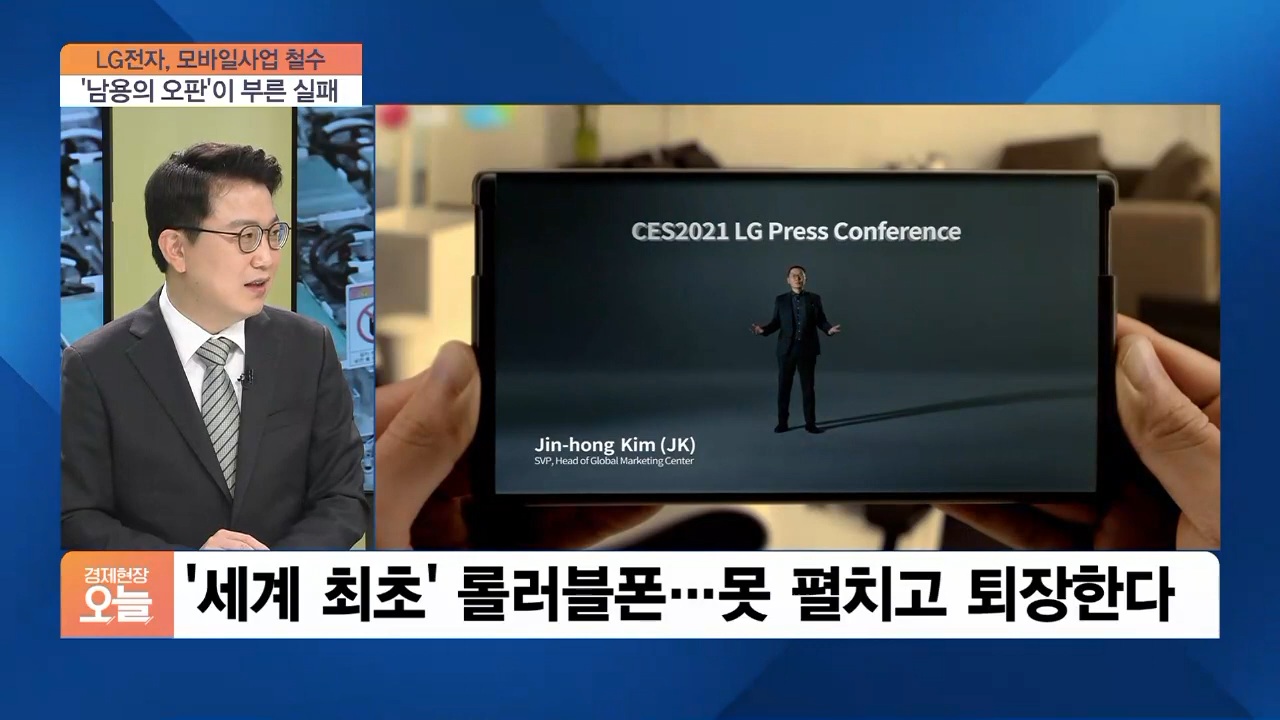 LG전자, 모바일사업 철수
'남용의 오판'이 부른 실패
CES2021 LG Press Conference
Jin-hong Kim (JK)
SVP, Head of Global Marketing Center
경제현장
오늘
'세계 최초' 롤러블폰…못 펼치고 퇴장한다